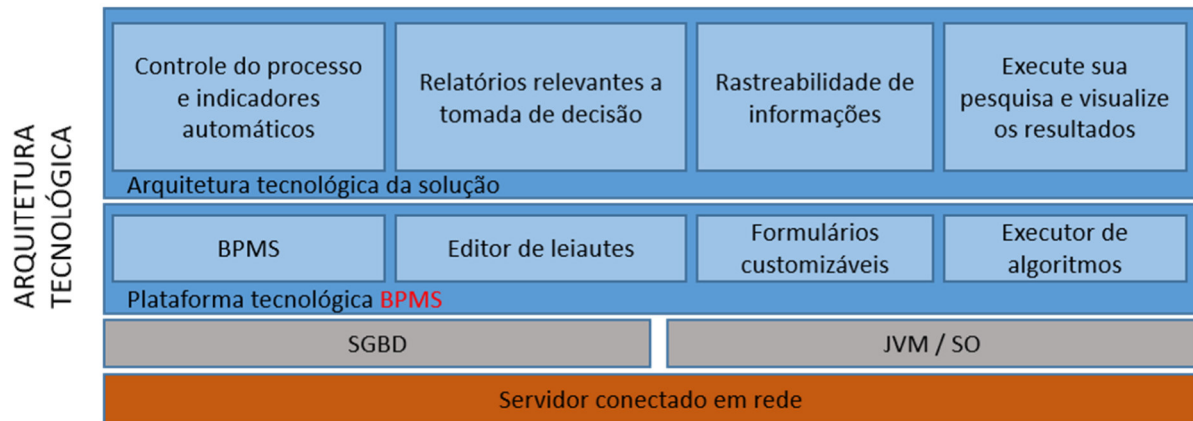 ARQUITETURA
TECNOLÓGICA
Controle do processo
e indicadores
automáticos
Relatórios relevantes a
tomada de decisão
Rastreabilidade de
informações
Execute sua
pesquisa e visualize
os resultados
Arquitetura tecnológica da solução
BPMS
Editor de leiautes
Formulários
customizáveis
Executor de
algoritmos
Plataforma tecnológica BPMS
SGBD
JVM / SO
Servidor conectado em rede